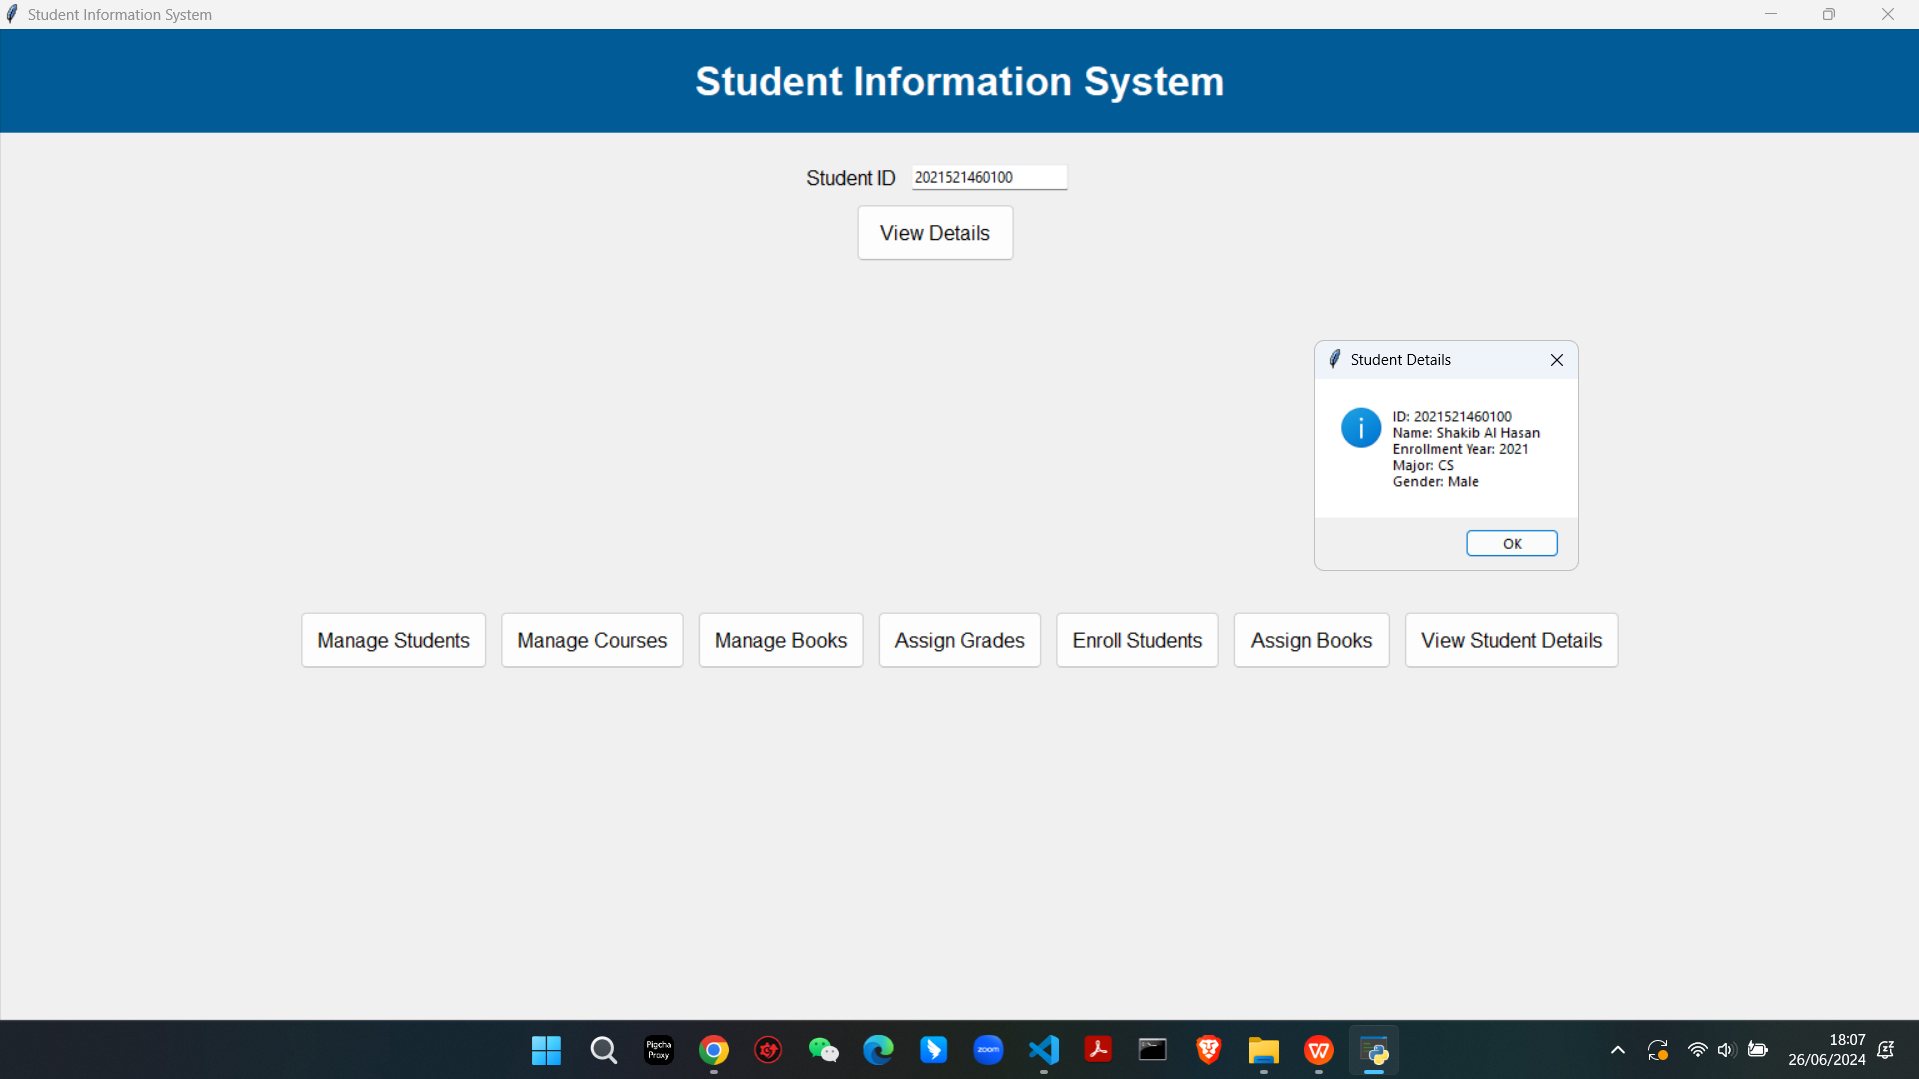 Student Information System
Student Information System
Student ID 2021521460100
View Details
Student Details
ID: 2021521460100
Name: Shakib Al Hasan
Enrollment Year: 2021
Major: CS
Gender: Male
OK
Manage Students Manage Courses Manage Books Assign Grades Enroll Students Assign Books View Student Details
Pigcha
Proxy
zoom
18:07
26/06/2024